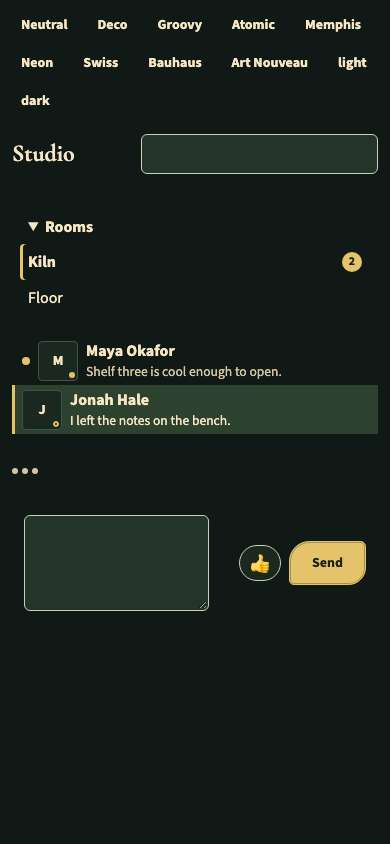 Neutral Deco Groovy Atomic Memphis
Neon Swiss Bauhaus Art Nouveau light
dark
Studio
▼ Rooms
Kiln 2
Floor
M Maya Okafor
Shelf three is cool enough to open.
J Jonah Hale
I left the notes on the bench.
👍 Send